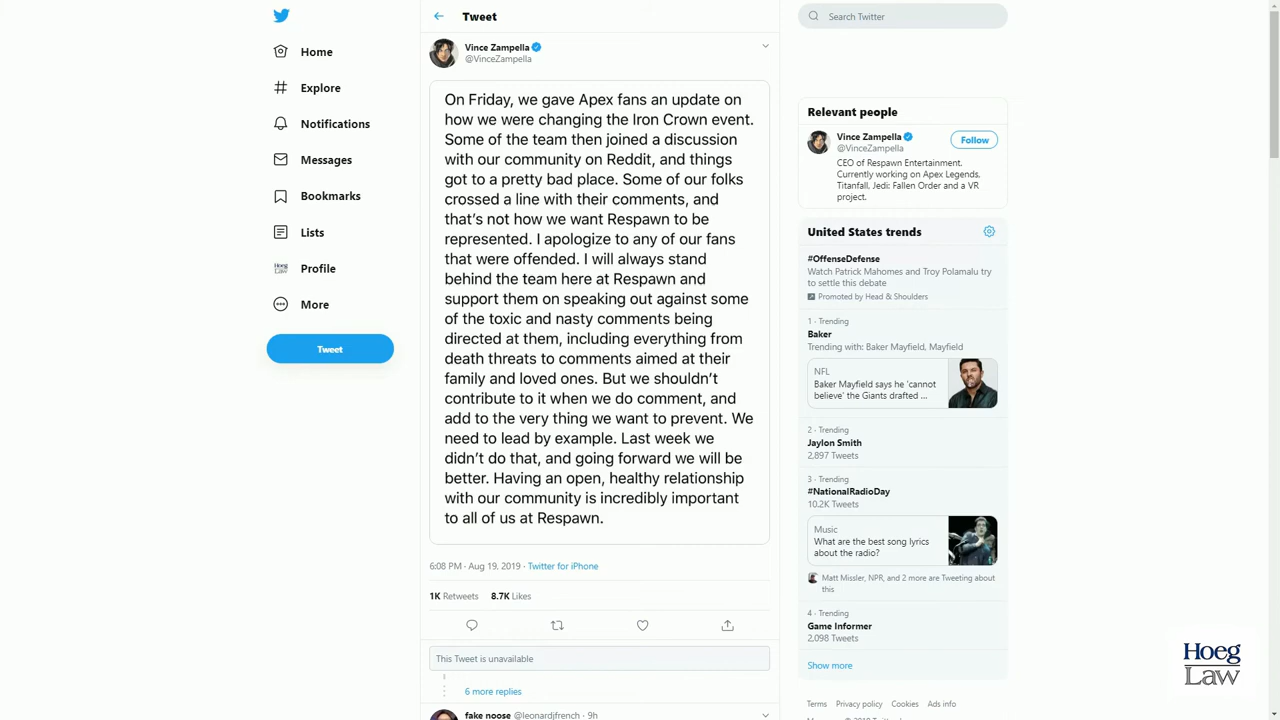 Home
Explore
Notifications
Messages
Bookmarks
Lists
Hoeg
Law
Profile
More
Tweet
Tweet
Vince Zampella
@VinceZampella
On Friday, we gave Apex fans an update on
how we were changing the Iron Crown event.
Some of the team then joined a discussion
with our community on Reddit, and things
got to a pretty bad place. Some of our folks
crossed a line with their comments, and
that's not how we want Respawn to be
represented. I apologize to any of our fans
that were offended. I will always stand
behind the team here at Respawn and
support them on speaking out against some
of the toxic and nasty comments being
directed at them, including everything from
death threats to comments aimed at their
family and loved ones. But we shouldn't
contribute to it when we do comment, and
add to the very thing we want to prevent. We
need to lead by example. Last week we
didn't do that, and going forward we will be
better. Having an open, healthy relationship
with our community is incredibly important
to all of us at Respawn.
6:08 PM · Aug 19, 2019 · Twitter for iPhone
1K Retweets 8.7K Likes
This Tweet is unavailable
6 more replies
fake noose @leonardjfrench · 9h
Search Twitter
Relevant people
Vince Zampella
@VinceZampella
Follow
CEO of Respawn Entertainment.
Currently working on Apex Legends,
Titanfall, Jedi: Fallen Order and a VR
project.
United States trends
#OffenseDefense
Watch Patrick Mahomes and Troy Polamalu try
to settle this debate
Promoted by Head & Shoulders
1 · Trending
Baker
Trending with: Baker Mayfield, Mayfield
NFL
Baker Mayfield says he 'cannot
believe' the Giants drafted ...
2 · Trending
Jaylon Smith
2,897 Tweets
3 · Trending
#NationalRadioDay
10.2K Tweets
Music
What are the best song lyrics
about the radio?
Matt Missler, NPR, and 2 more are Tweeting about
this
4 · Trending
Game Informer
2,098 Tweets
Show more
Terms Privacy policy Cookies Ads info
Hoeg
Law